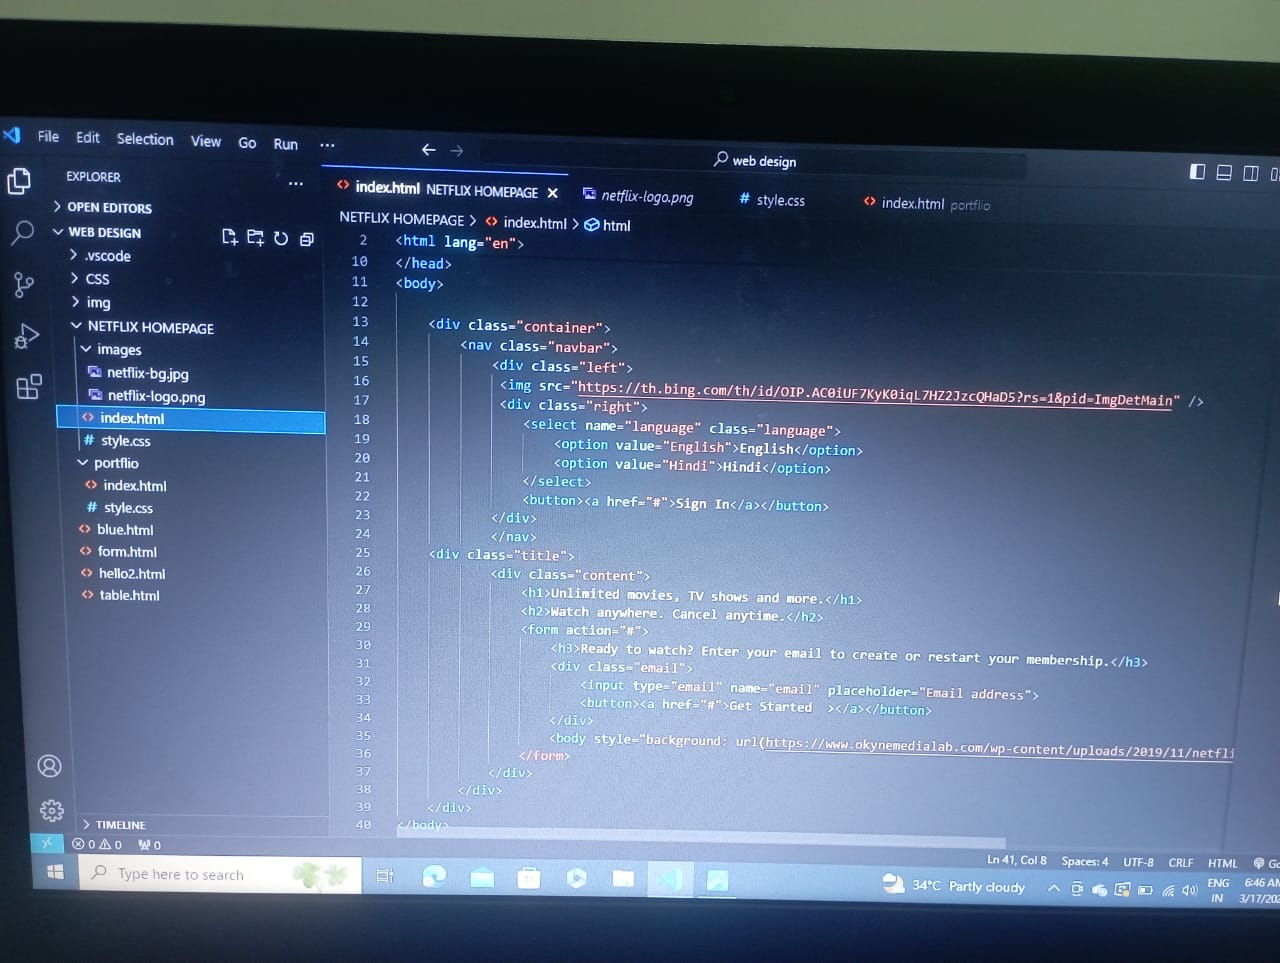 File Edit Selection View Go Run ...
web design
EXPLORER ...
OPEN EDITORS
WEB DESIGN
.vscode
CSS
img
NETFLIX HOMEPAGE
images
netflix-bg.jpg
netflix-logo.png
index.html
# style.css
portflio
index.html
# style.css
blue.html
form.html
hello2.html
table.html
TIMELINE
index.html NETFLIX HOMEPAGE × netflix-logo.png # style.css index.html portflio
NETFLIX HOMEPAGE > index.html > html
2 <html lang="en">
10 </head>
11 <body>
12
13 <div class="container">
14 <nav class="navbar">
15 <div class="left">
16 <img src="https://th.bing.com/th/id/OIP.AC0iUF7KyK0iqL7HZ2JzcQHaD5?rs=1&pid=ImgDetMain" />
17 <div class="right">
18 <select name="language" class="language">
19 <option value="English">English</option>
20 <option value="Hindi">Hindi</option>
21 </select>
22 <button><a href="#">Sign In</a></button>
23 </div>
24 </nav>
25 <div class="title">
26 <div class="content">
27 <h1>Unlimited movies, TV shows and more.</h1>
28 <h2>Watch anywhere. Cancel anytime.</h2>
29 <form action="#">
30 <h3>Ready to watch? Enter your email to create or restart your membership.</h3>
31 <div class="email">
32 <input type="email" name="email" placeholder="Email address">
33 <button><a href="#">Get Started ></a></button>
34 </div>
35 <body style="background: url(https://www.okynemedialab.com/wp-content/uploads/2019/11/netfli
36 </form>
37 </div>
38 </div>
39 </div>
40 </body>
0 0 0
Ln 41, Col 8 Spaces: 4 UTF-8 CRLF HTML Go
Type here to search
34°C Partly cloudy
ENG
IN
6:46 AM
3/17/202